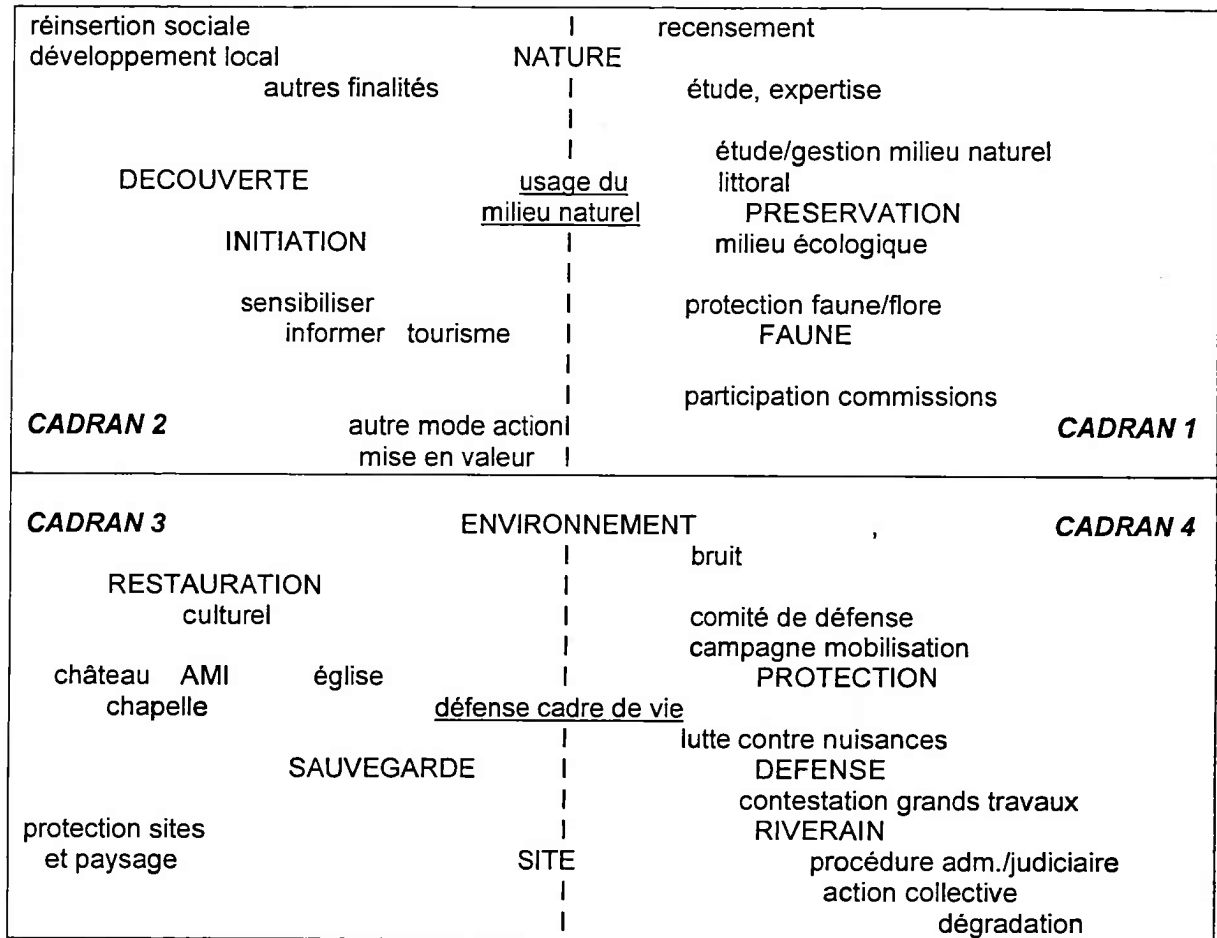 réinsertion sociale
recensement
développement local
NATURE
autres finalités
étude, expertise
étude/gestion milieu naturel
DECOUVERTE
usage du
littoral
milieu naturel
PRESERVATION
INITIATION
milieu écologique
sensibiliser
protection faune/flore
informer tourisme
FAUNE
participation commissions
CADRAN 2
autre mode action
CADRAN 1
mise en valeur
CADRAN 3
ENVIRONNEMENT
CADRAN 4
bruit
RESTAURATION
culturel
comité de défense
campagne mobilisation
château AMI église
PROTECTION
chapelle
défense cadre de vie
lutte contre nuisances
SAUVEGARDE
DEFENSE
contestation grands travaux
protection sites
RIVERAIN
et paysage
SITE
procédure adm./judiciaire
action collective
dégradation